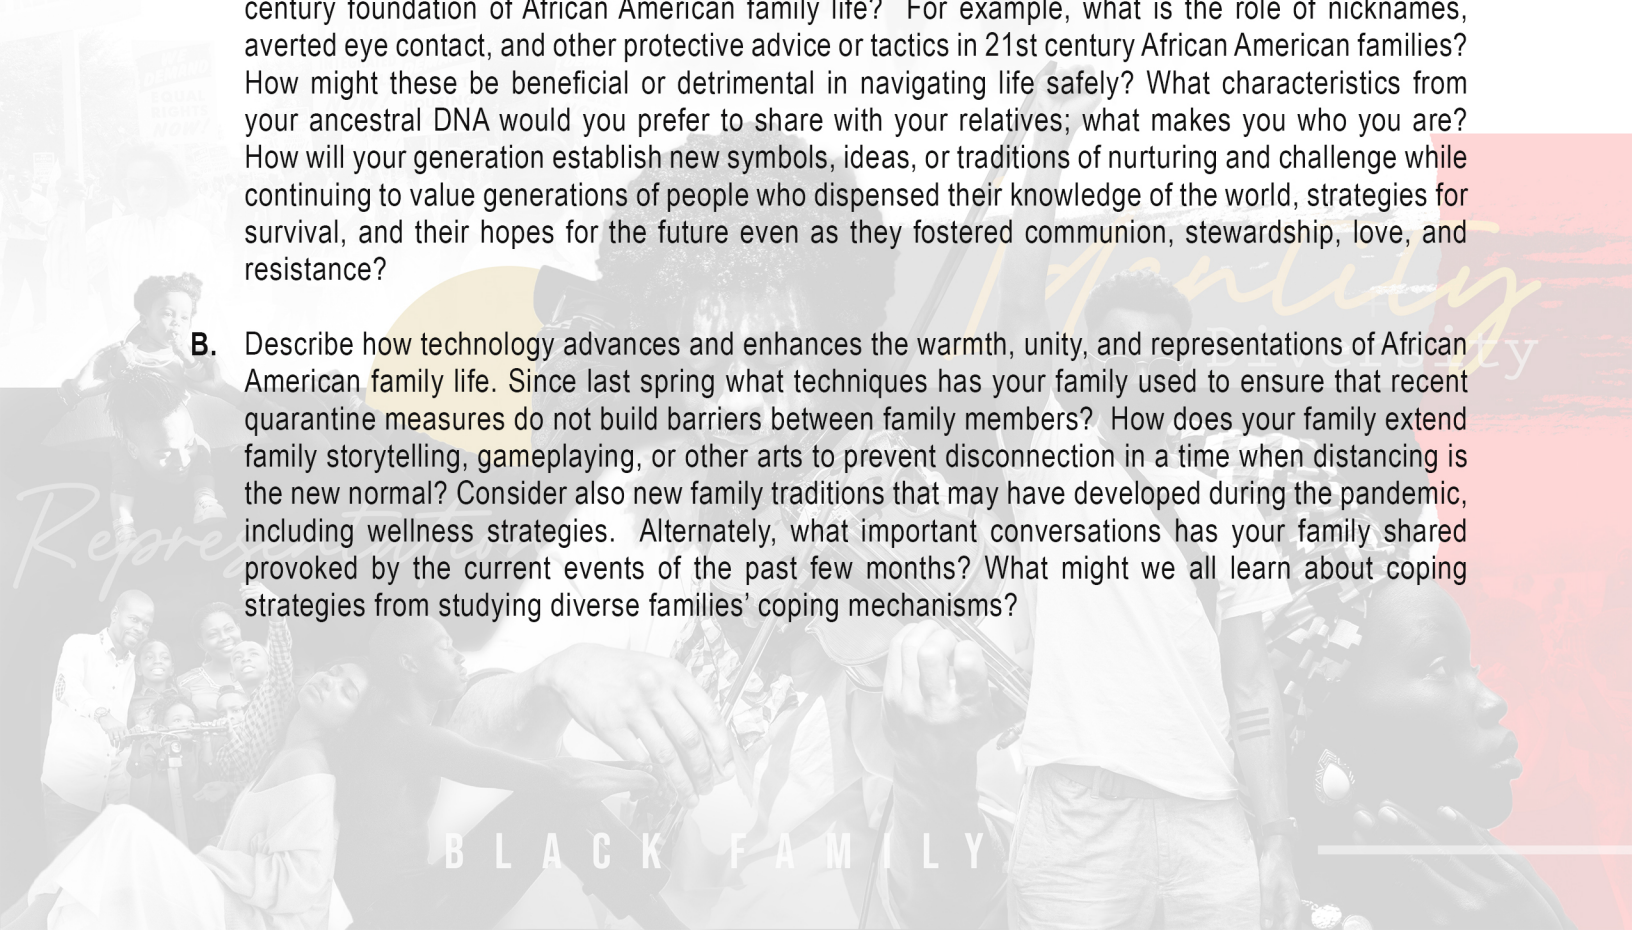 century foundation of African American family life? For example, what is the role of nicknames,
averted eye contact, and other protective advice or tactics in 21st century African American families?
How might these be beneficial or detrimental in navigating life safely? What characteristics from
your ancestral DNA would you prefer to share with your relatives; what makes you who you are?
How will your generation establish new symbols, ideas, or traditions of nurturing and challenge while
continuing to value generations of people who dispensed their knowledge of the world, strategies for
survival, and their hopes for the future even as they fostered communion, stewardship, love, and
resistance?
Identity
Diversity
B. Describe how technology advances and enhances the warmth, unity, and representations of African
American family life. Since last spring what techniques has your family used to ensure that recent
quarantine measures do not build barriers between family members? How does your family extend
family storytelling, gameplaying, or other arts to prevent disconnection in a time when distancing is
the new normal? Consider also new family traditions that may have developed during the pandemic,
including wellness strategies. Alternately, what important conversations has your family shared
provoked by the current events of the past few months? What might we all learn about coping
strategies from studying diverse families’ coping mechanisms?
Representation
BLACK FAMILY